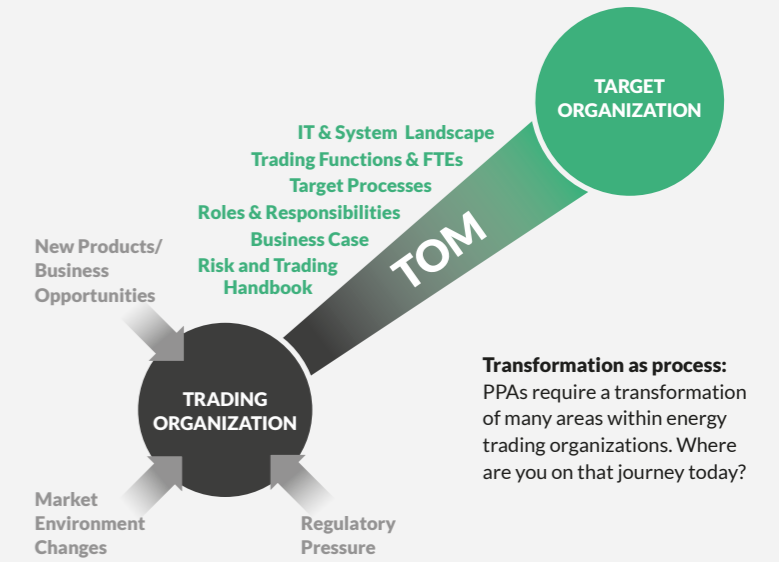 TARGET
ORGANIZATION
IT & System Landscape
Trading Functions & FTEs
Target Processes
Roles & Responsibilities
Business Case
Risk and Trading
Handbook
TOM
New Products/
Business
Opportunities
TRADING
ORGANIZATION
Market
Environment
Changes
Regulatory
Pressure
Transformation as process:
PPAs require a transformation
of many areas within energy
trading organizations. Where
are you on that journey today?